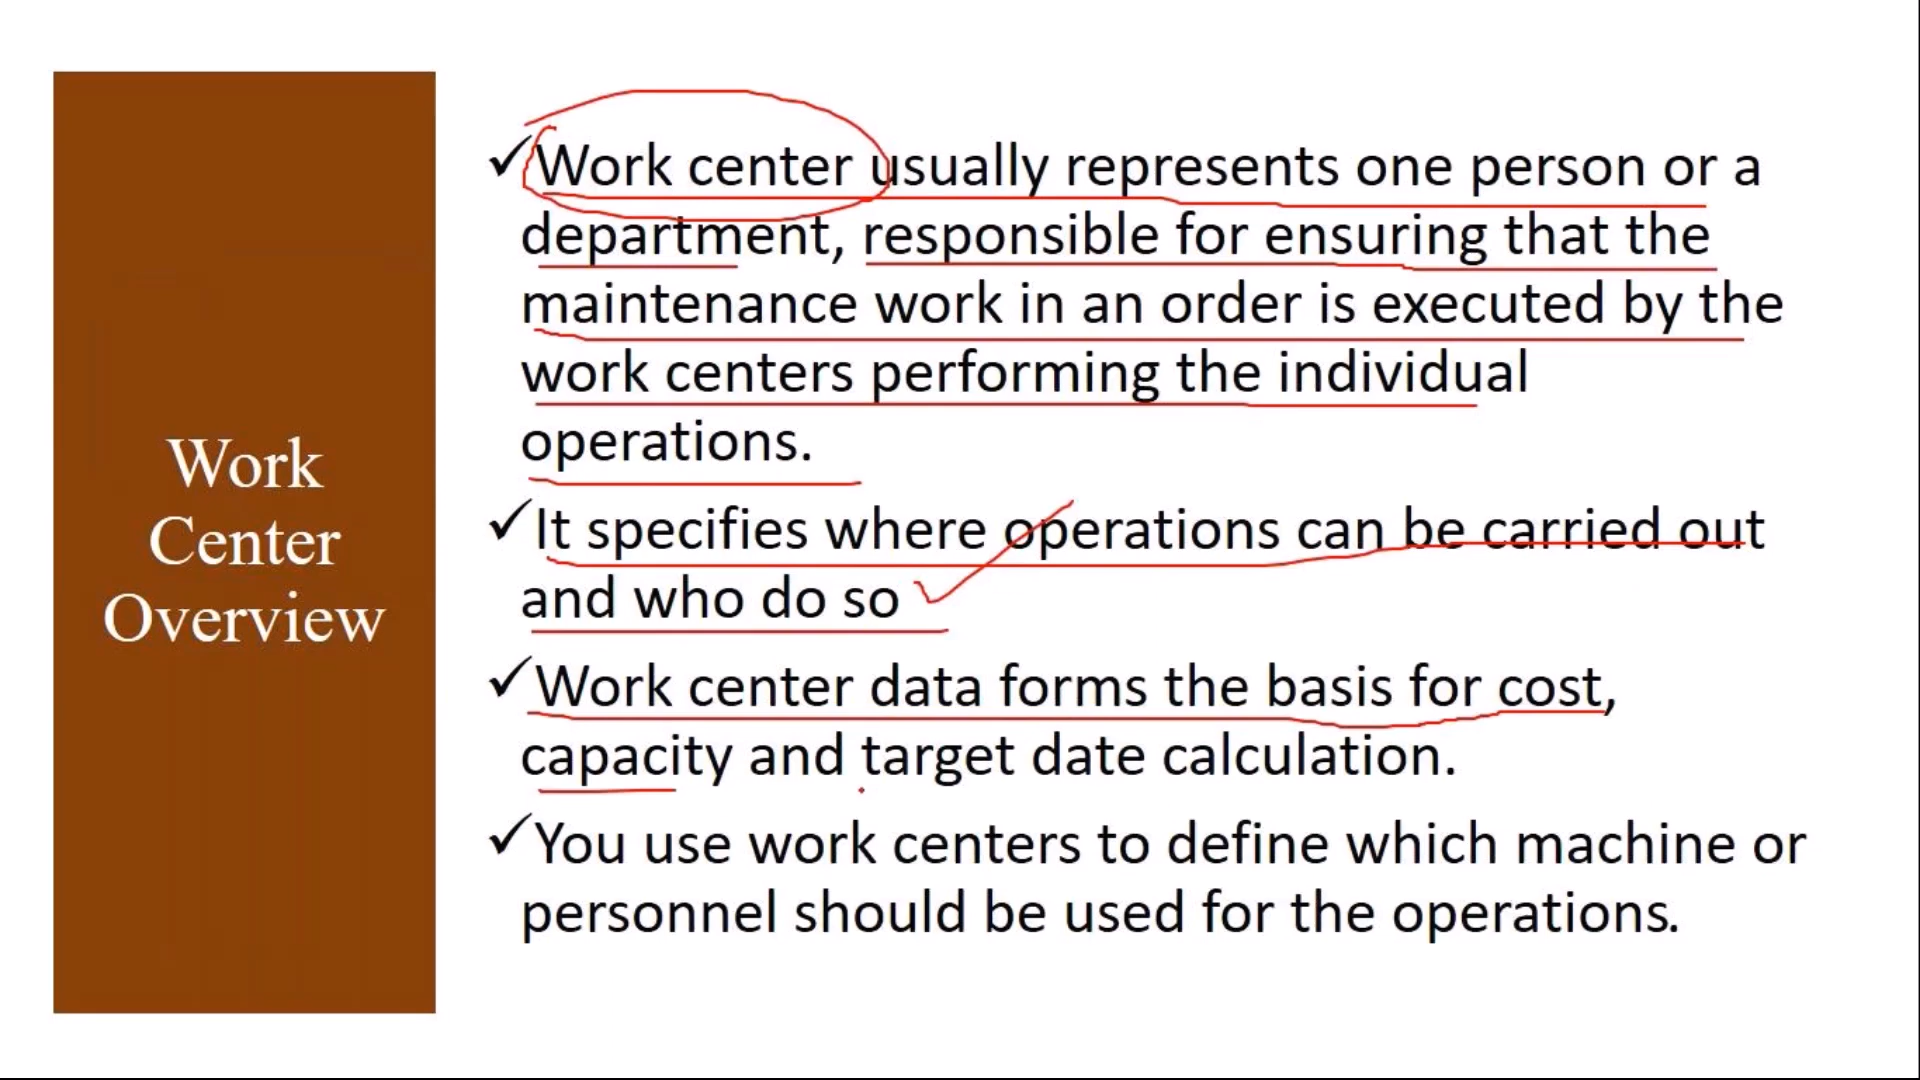 Work
Center
Overview
✓Work center usually represents one person or a
department, responsible for ensuring that the
maintenance work in an order is executed by the
work centers performing the individual
operations.
✓It specifies where operations can be carried out
and who do so
✓Work center data forms the basis for cost,
capacity and target date calculation.
✓You use work centers to define which machine or
personnel should be used for the operations.